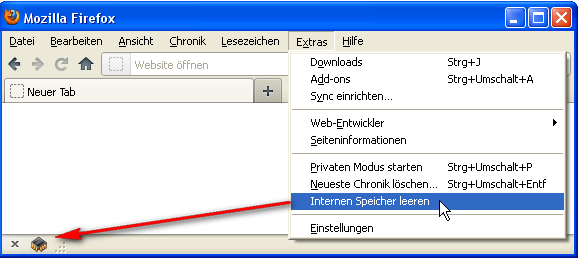 Mozilla Firefox
Datei Bearbeiten Ansicht Chronik Lesezeichen Extras Hilfe
Website öffnen
Neuer Tab
Downloads Strg+J
Add-ons Strg+Umschalt+A
Sync einrichten...
Web-Entwickler
Seiteninformationen
Privaten Modus starten Strg+Umschalt+P
Neueste Chronik löschen... Strg+Umschalt+Entf
Internen Speicher leeren
Einstellungen